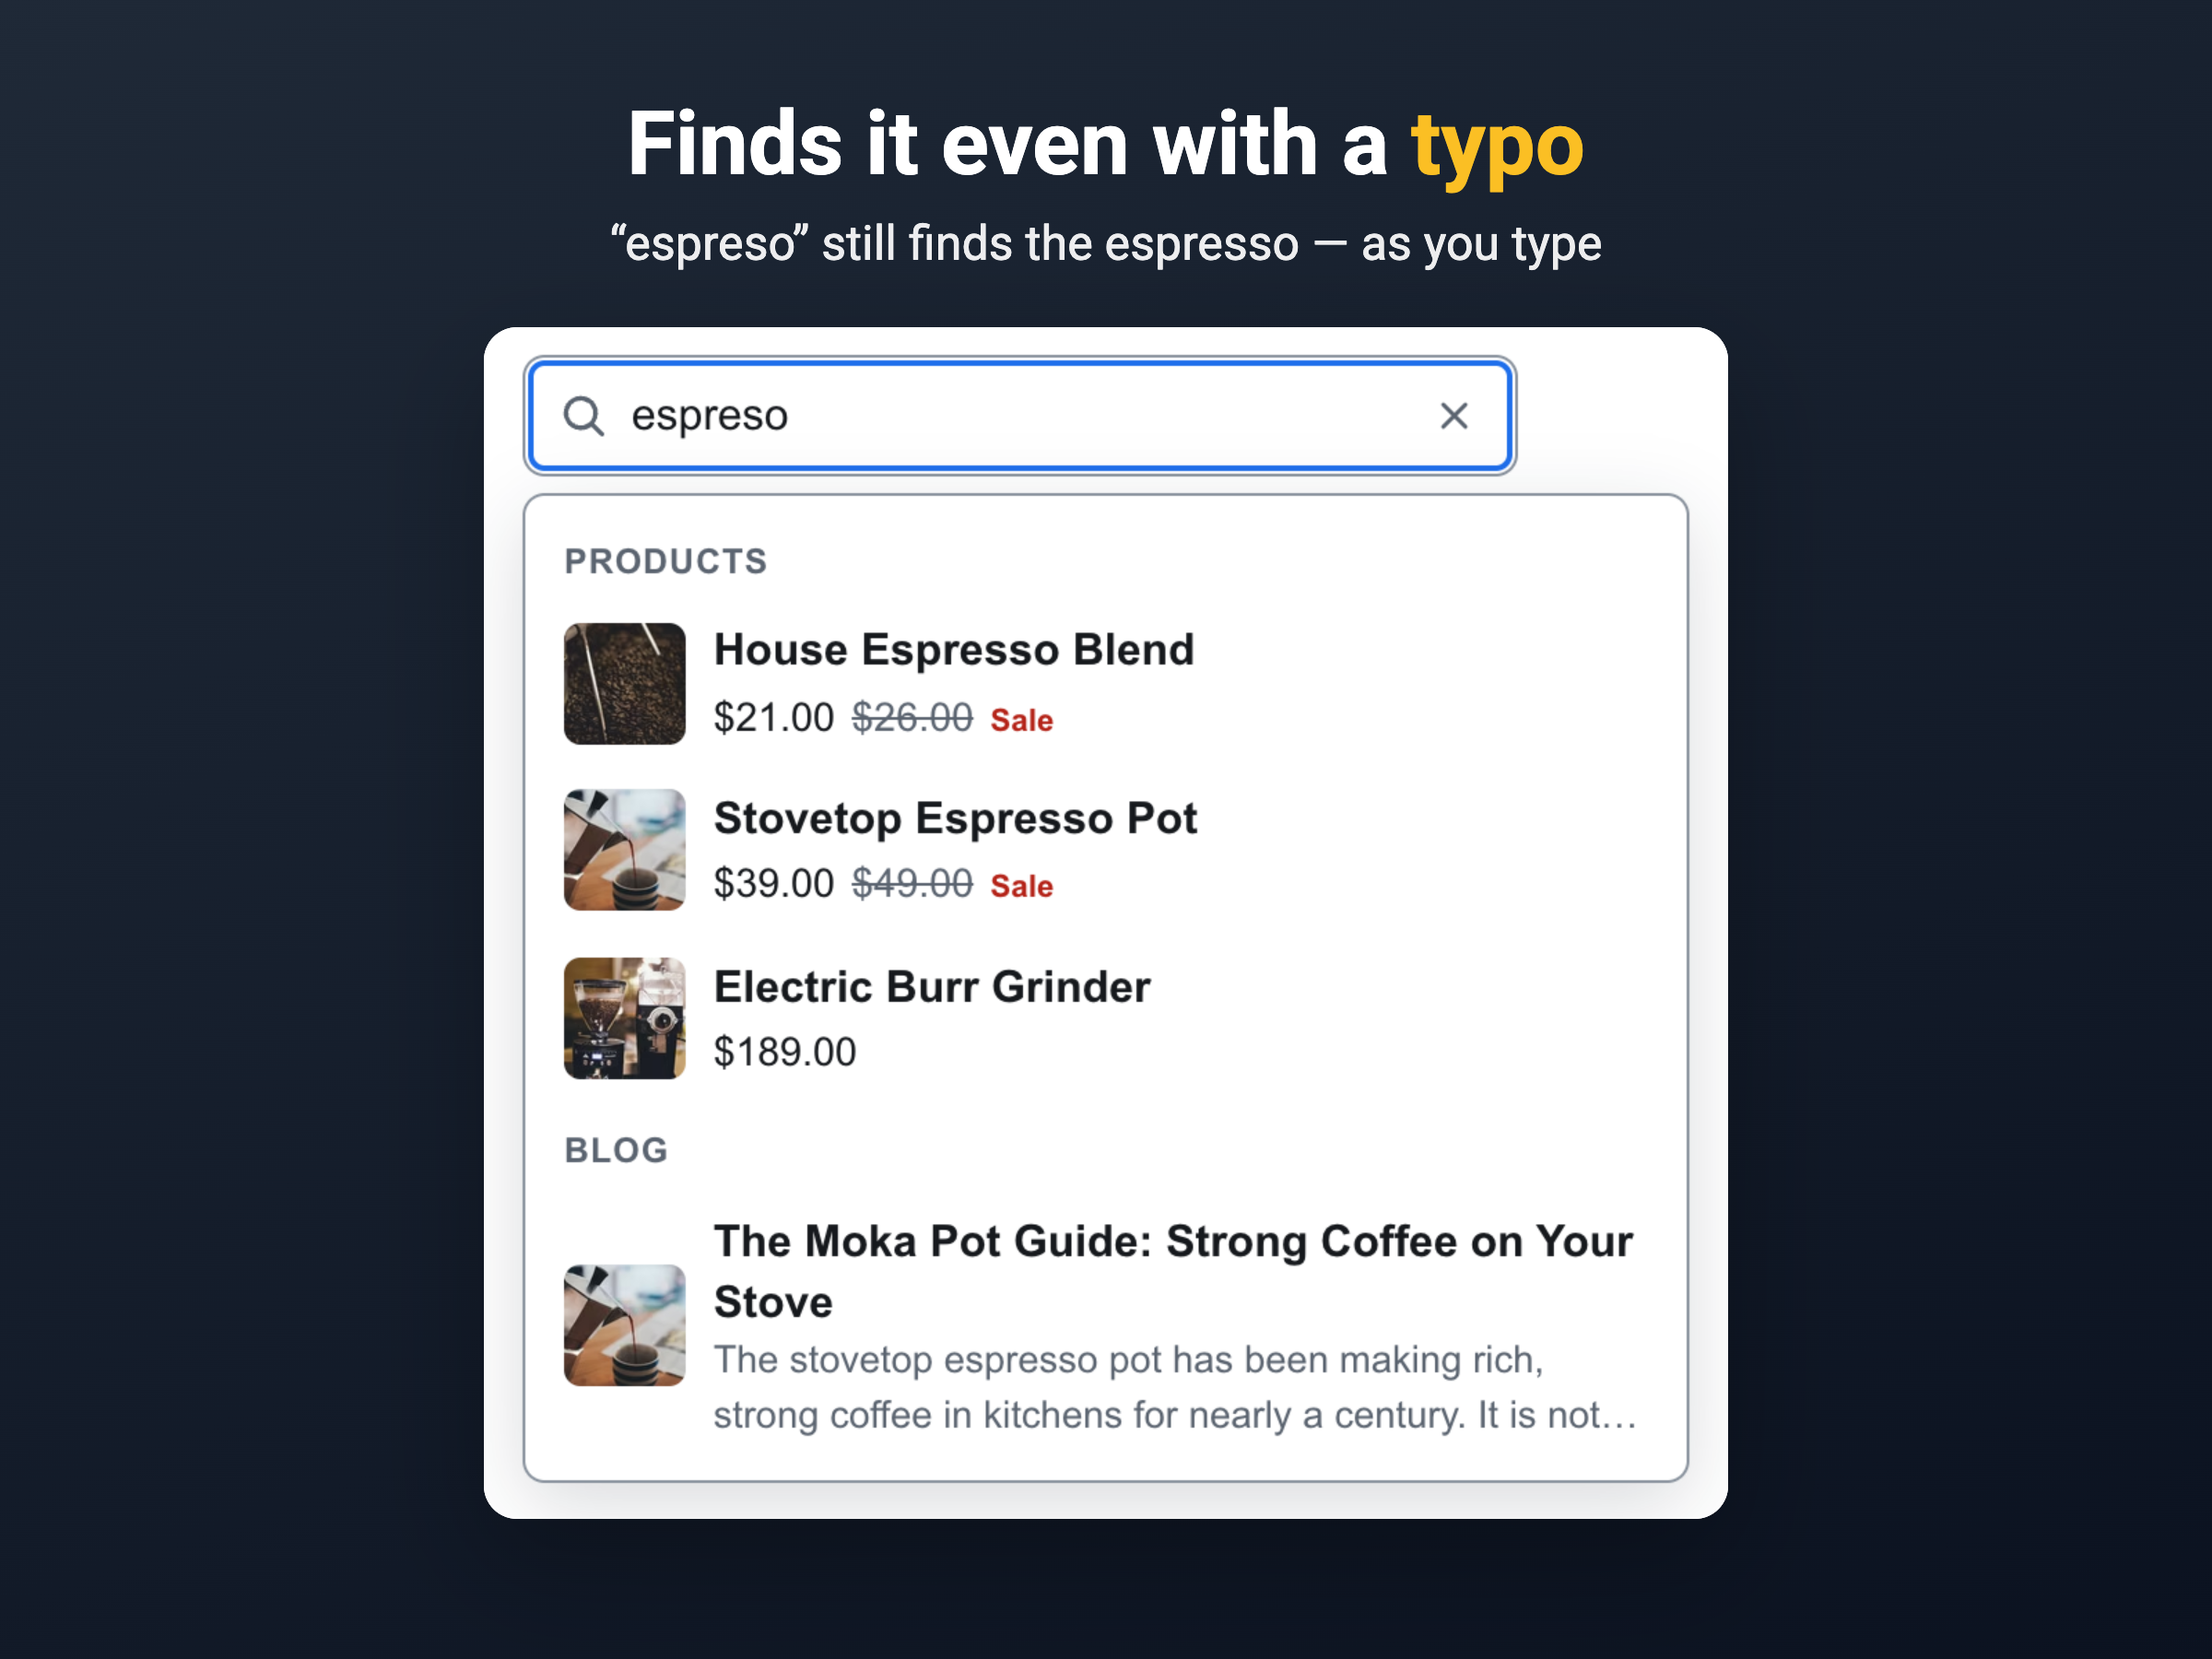 Finds it even with a typo
“espreso” still finds the espresso — as you type
espreso
PRODUCTS
House Espresso Blend
$21.00 $26.00 Sale
Stovetop Espresso Pot
$39.00 $49.00 Sale
Electric Burr Grinder
$189.00
BLOG
The Moka Pot Guide: Strong Coffee on Your
Stove
The stovetop espresso pot has been making rich,
strong coffee in kitchens for nearly a century. It is not…